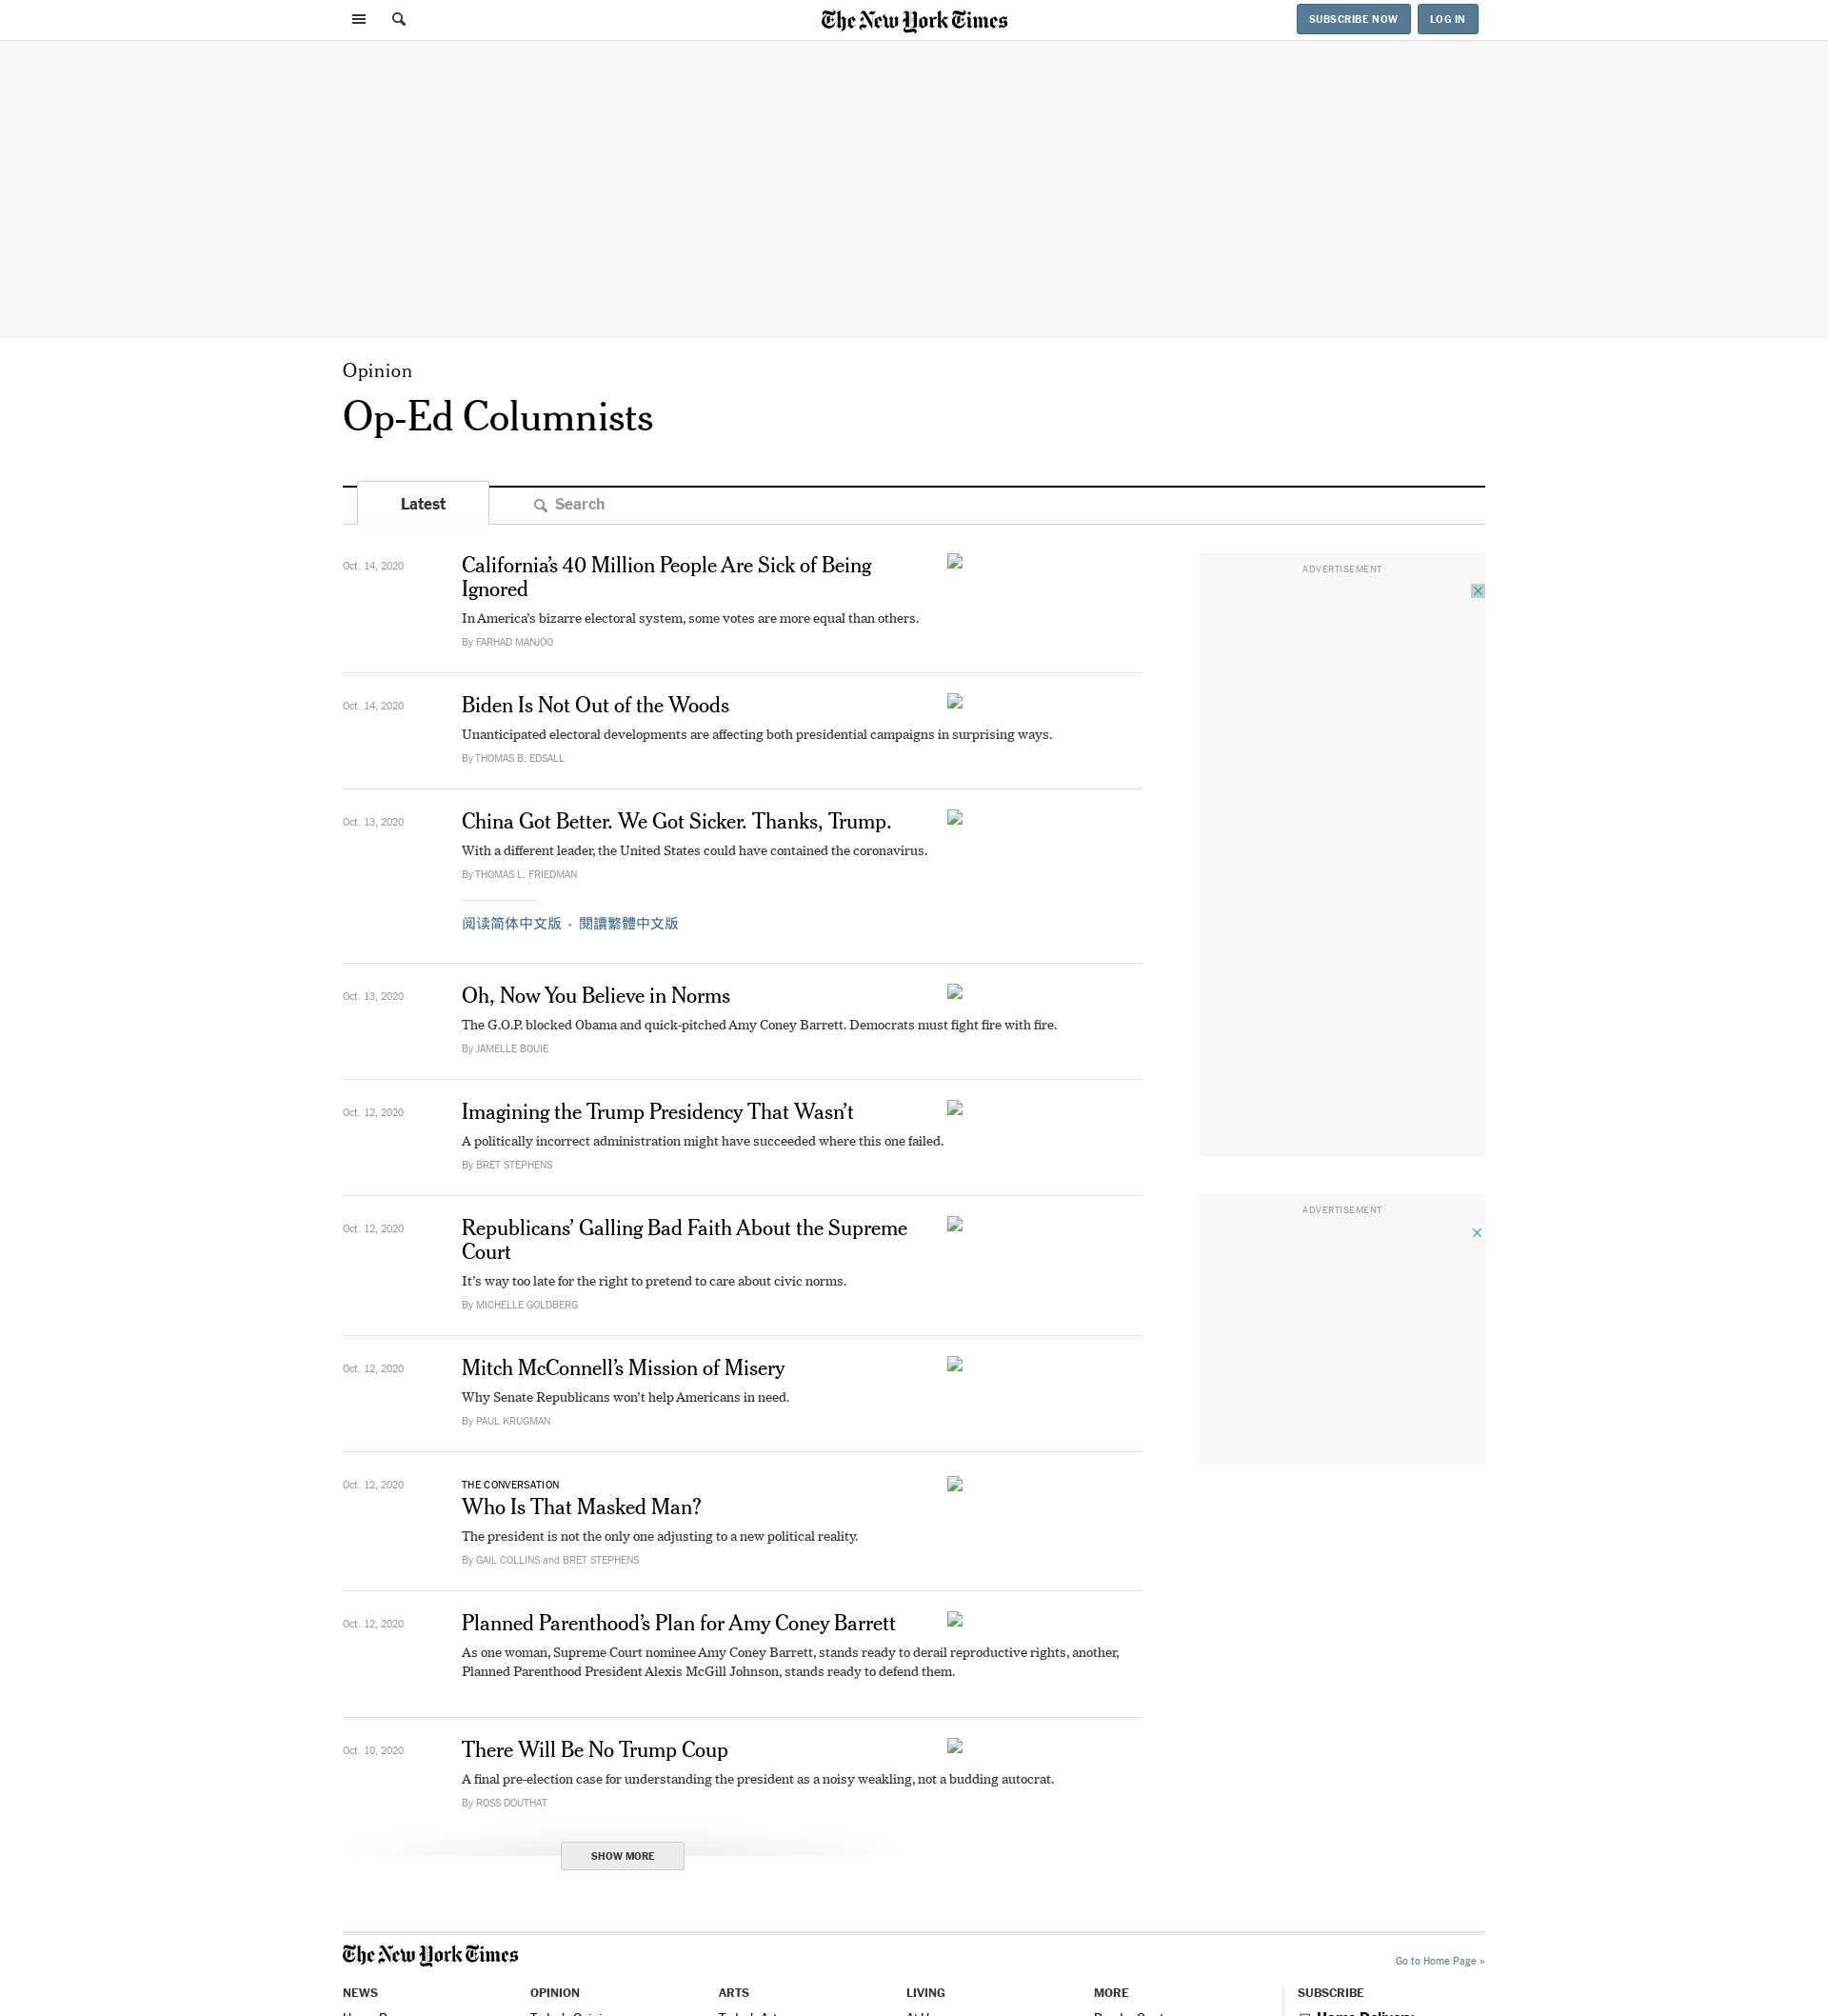 The New York Times
SUBSCRIBE NOW
LOG IN
Opinion
Op-Ed Columnists
Latest
Search
Oct. 14, 2020
California’s 40 Million People Are Sick of Being
Ignored
In America’s bizarre electoral system, some votes are more equal than others.
By FARHAD MANJOO
ADVERTISEMENT
Oct. 14, 2020
Biden Is Not Out of the Woods
Unanticipated electoral developments are affecting both presidential campaigns in surprising ways.
By THOMAS B. EDSALL
Oct. 13, 2020
China Got Better. We Got Sicker. Thanks, Trump.
With a different leader, the United States could have contained the coronavirus.
By THOMAS L. FRIEDMAN
阅读简体中文版 • 閱讀繁體中文版
Oct. 13, 2020
Oh, Now You Believe in Norms
The G.O.P. blocked Obama and quick-pitched Amy Coney Barrett. Democrats must fight fire with fire.
By JAMELLE BOUIE
Oct. 12, 2020
Imagining the Trump Presidency That Wasn’t
A politically incorrect administration might have succeeded where this one failed.
By BRET STEPHENS
ADVERTISEMENT
Oct. 12, 2020
Republicans’ Galling Bad Faith About the Supreme
Court
It’s way too late for the right to pretend to care about civic norms.
By MICHELLE GOLDBERG
Oct. 12, 2020
Mitch McConnell’s Mission of Misery
Why Senate Republicans won’t help Americans in need.
By PAUL KRUGMAN
Oct. 12, 2020
THE CONVERSATION
Who Is That Masked Man?
The president is not the only one adjusting to a new political reality.
By GAIL COLLINS and BRET STEPHENS
Oct. 12, 2020
Planned Parenthood’s Plan for Amy Coney Barrett
As one woman, Supreme Court nominee Amy Coney Barrett, stands ready to derail reproductive rights, another,
Planned Parenthood President Alexis McGill Johnson, stands ready to defend them.
Oct. 10, 2020
There Will Be No Trump Coup
A final pre-election case for understanding the president as a noisy weakling, not a budding autocrat.
By ROSS DOUTHAT
SHOW MORE
The New York Times
Go to Home Page »
NEWS
OPINION
ARTS
LIVING
MORE
SUBSCRIBE
Home Delivery